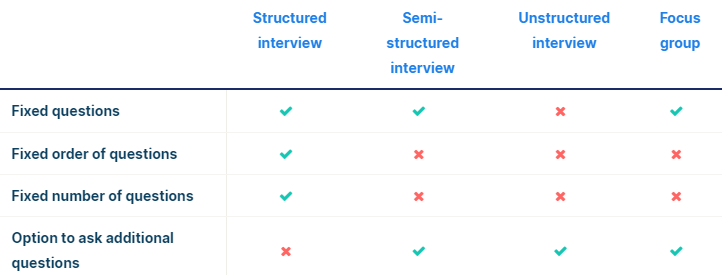 Structured interview
Semi-structured interview
Unstructured interview
Focus group
Fixed questions
Fixed order of questions
Fixed number of questions
Option to ask additional
questions